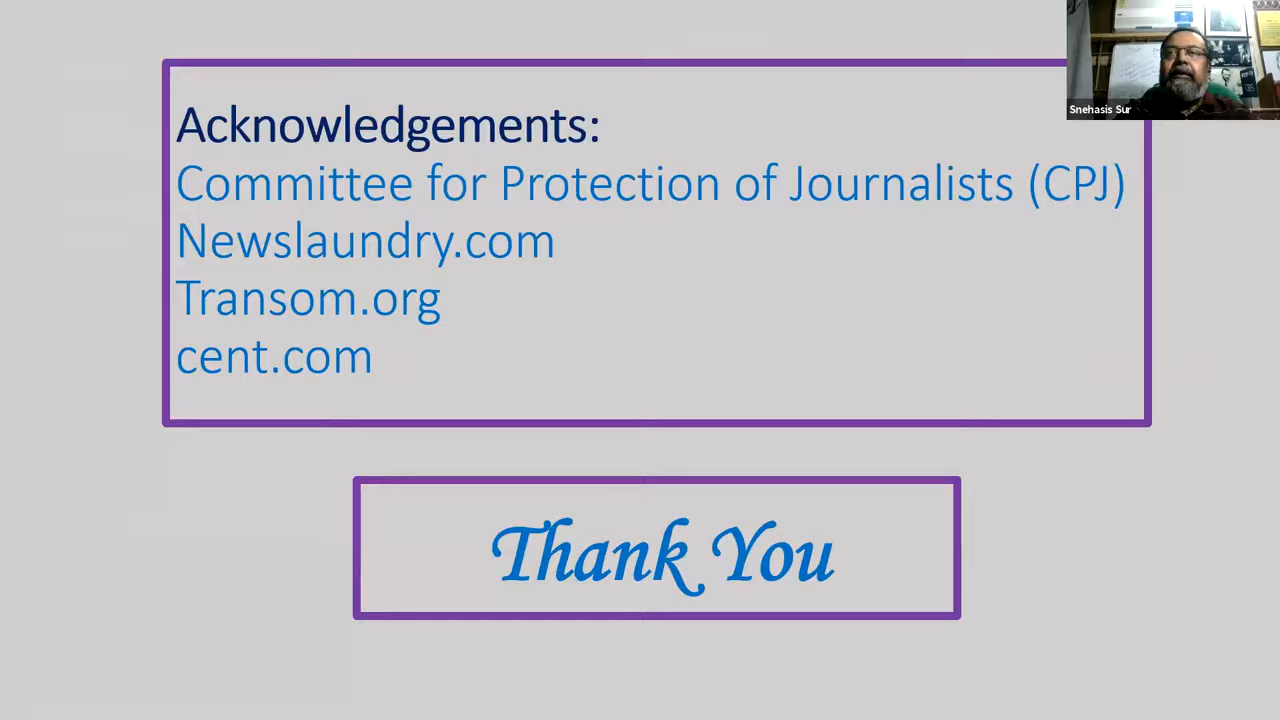 Snehasis Sur
Acknowledgements:
Committee for Protection of Journalists (CPJ)
Newslaundry.com
Transom.org
cent.com
Thank You